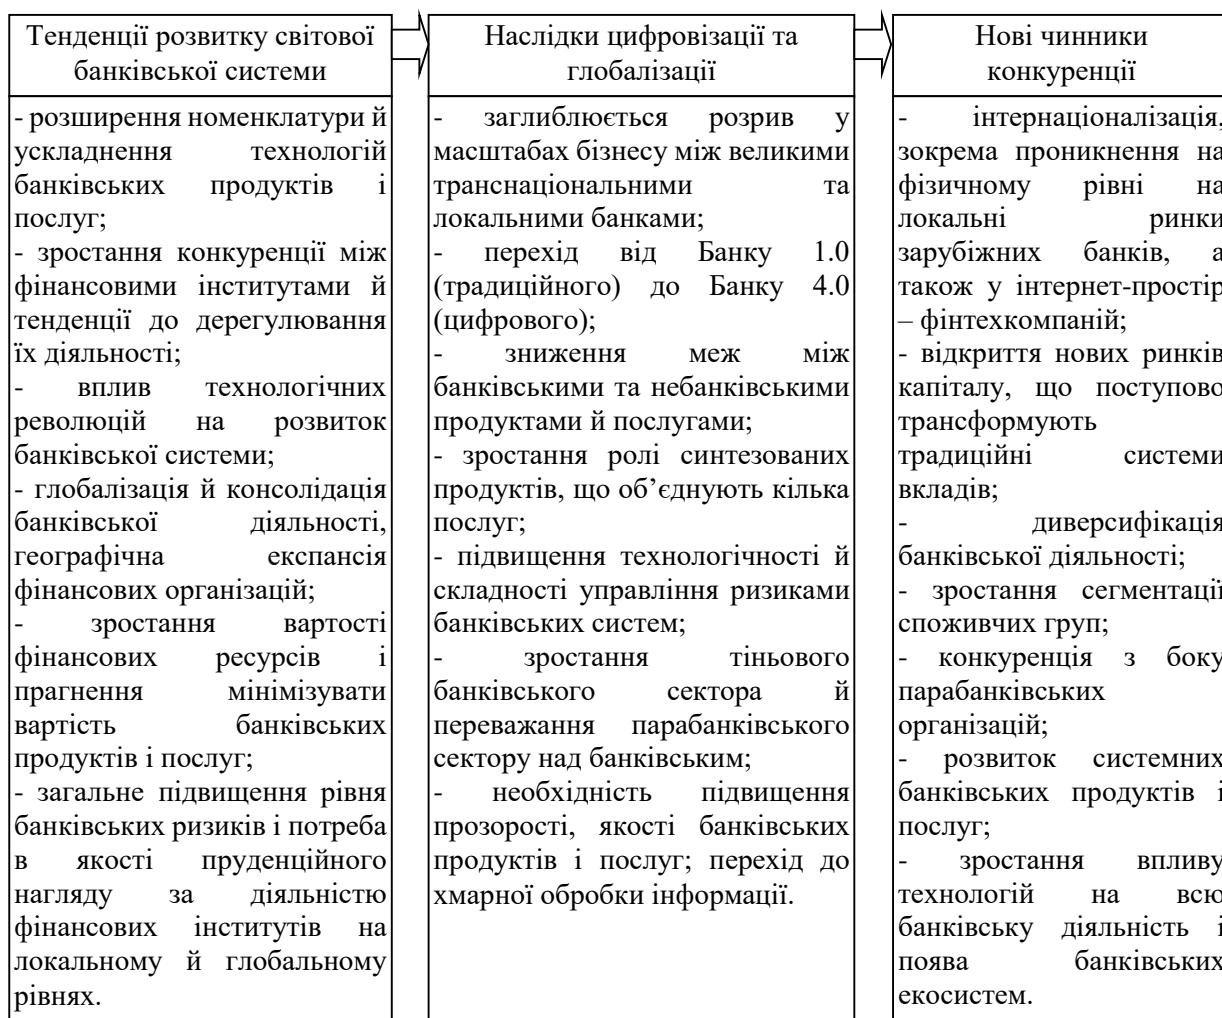 Тенденції розвитку світової
банківської системи
- розширення номенклатури й
ускладнення технологій
банківських продуктів і
послуг;
- зростання конкуренції між
фінансовими інститутами й
тенденції до дерегулювання
їх діяльності;
- вплив технологічних
революцій на розвиток
банківської системи;
- глобалізація й консолідація
банківської діяльності,
географічна експансія
фінансових організацій;
- зростання вартості
фінансових ресурсів і
прагнення мінімізувати
вартість банківських
продуктів і послуг;
- загальне підвищення рівня
банківських ризиків і потреба
в якості пруденційного
нагляду за діяльністю
фінансових інститутів на
локальному й глобальному
рівнях.
Наслідки цифровізації та
глобалізації
- заглиблюється розрив у
масштабах бізнесу між великими
транснаціональними та
локальними банками;
- перехід від Банку 1.0
(традиційного) до Банку 4.0
(цифрового);
- зниження меж між
банківськими та небанківськими
продуктами й послугами;
- зростання ролі синтезованих
продуктів, що об’єднують кілька
послуг;
- підвищення технологічності й
складності управління ризиками
банківських систем;
- зростання тіньового
банківського сектора й
переважання парабанківського
сектору над банківським;
- необхідність підвищення
прозорості, якості банківських
продуктів і послуг; перехід до
хмарної обробки інформації.
Нові чинники
конкуренції
- інтернаціоналізація,
зокрема проникнення на
фізичному рівні на
локальні ринки
зарубіжних банків, а
також у інтернет-простір
– фінтехкомпаній;
- відкриття нових ринків
капіталу, що поступово
трансформують
традиційні системи
вкладів;
- диверсифікація
банківської діяльності;
- зростання сегментації
споживчих груп;
- конкуренція з боку
парабанківських
організацій;
- розвиток системних
банківських продуктів і
послуг;
- зростання впливу
технологій на всю
банківську діяльність і
поява банківських
екосистем.